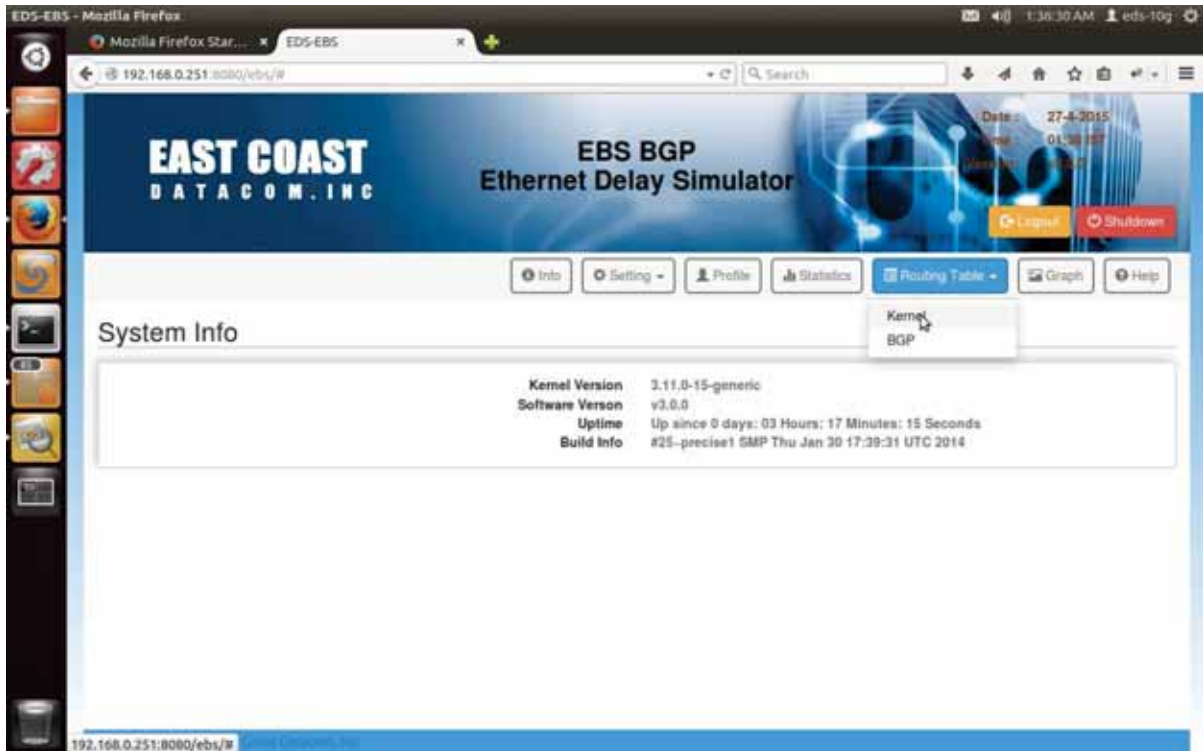 EDS-EBS - Mozilla Firefox
1:36:30 AM eds-10g
Mozilla Firefox Star... × EDS-EBS ×
192.168.0.251:8080/ebs/#
Search
EAST COAST
DATACOM.INC
EBS BGP
Ethernet Delay Simulator
Date : 27-4-2015
Logout
Shutdown
Info
Setting
Profile
Statistics
Routing Table
Graph
Help
Kernel
BGP
System Info
Kernel Version 3.11.0-15-generic
Software Verson v3.0.0
Uptime Up since 0 days: 03 Hours: 17 Minutes: 15 Seconds
Build Info #25~precise1 SMP Thu Jan 30 17:39:31 UTC 2014
192.168.0.251:8080/ebs/#